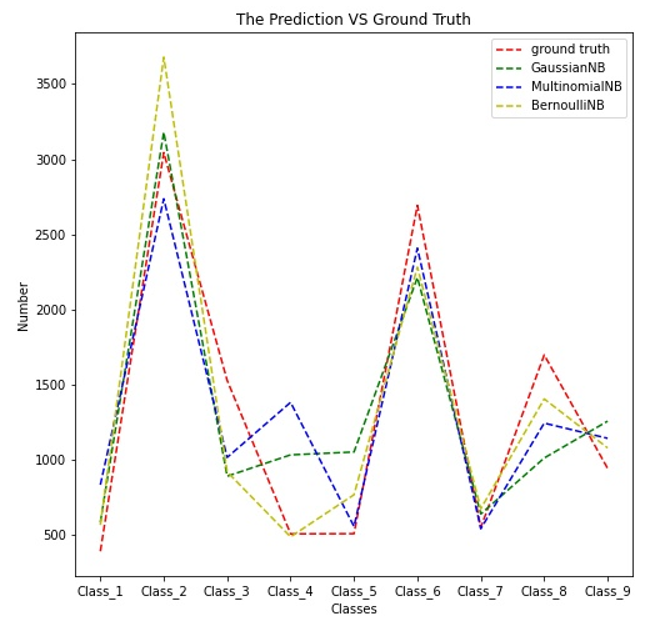 The Prediction VS Ground Truth
ground truth
GaussianNB
MultinomialNB
BernoulliNB
3500
3000
2500
2000
1500
1000
500
Number
Class_1 Class_2 Class_3 Class_4 Class_5 Class_6 Class_7 Class_8 Class_9
Classes